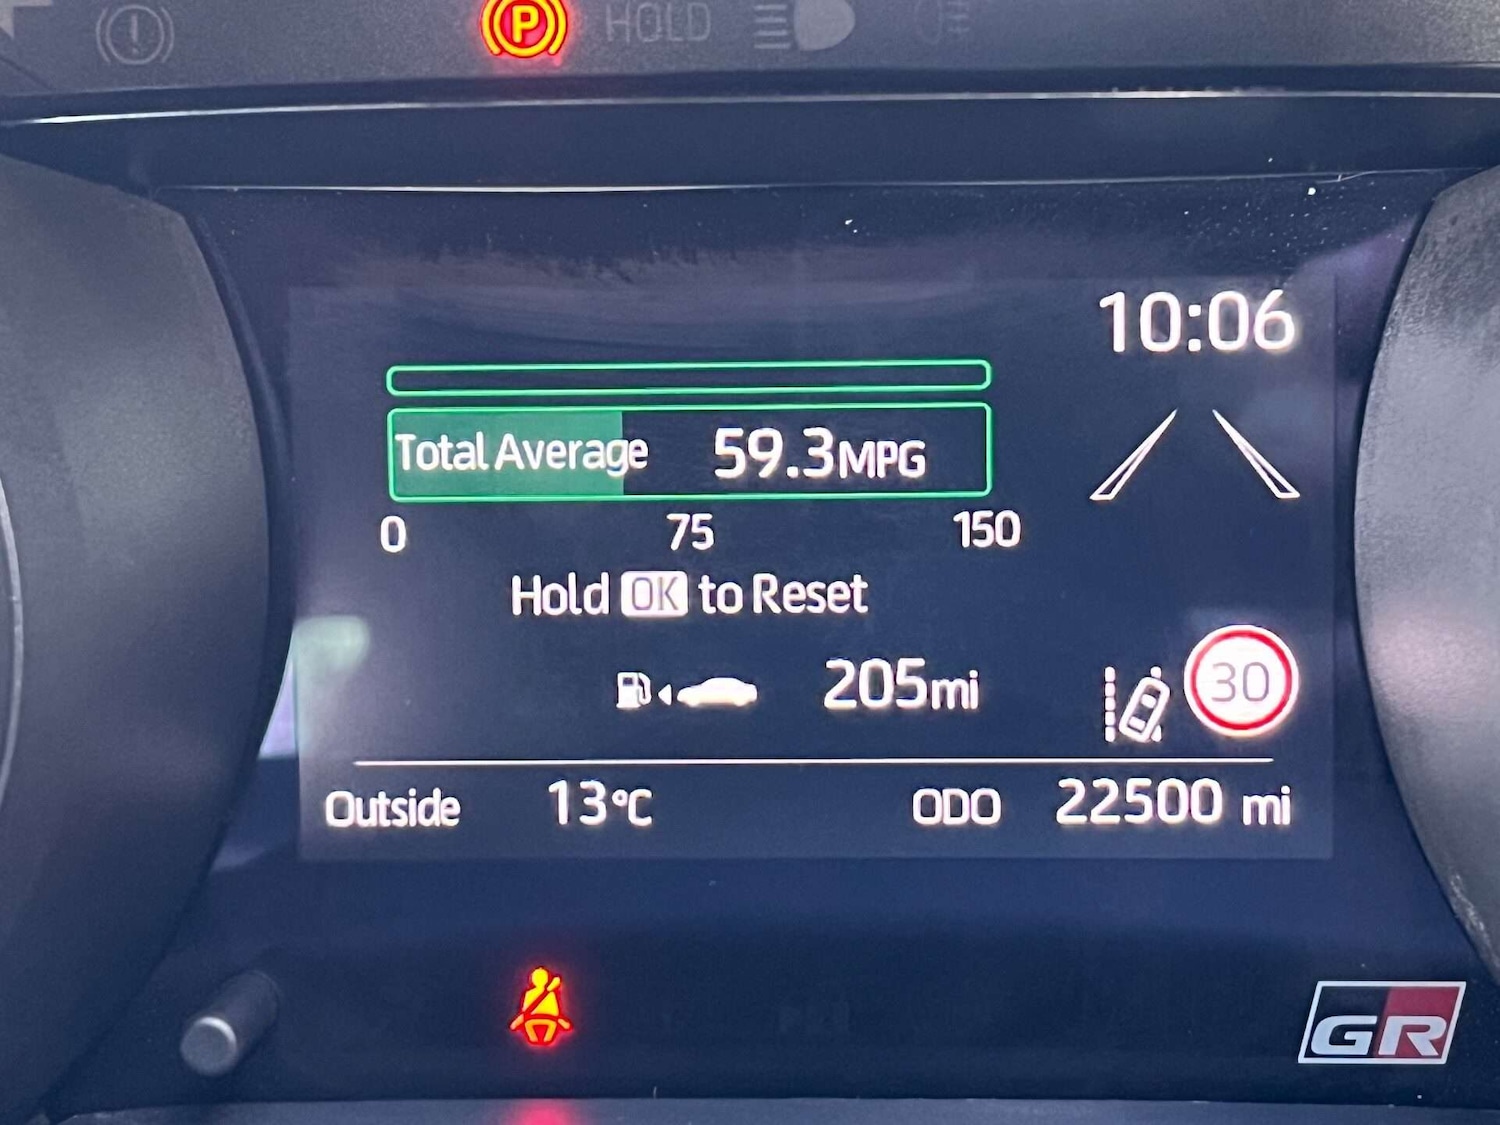 P HOLD
10:06
Total Average 59.3MPG
0 75 150
Hold OK to Reset
205mi
30
Outside 13°C ODO 22500 mi
GR